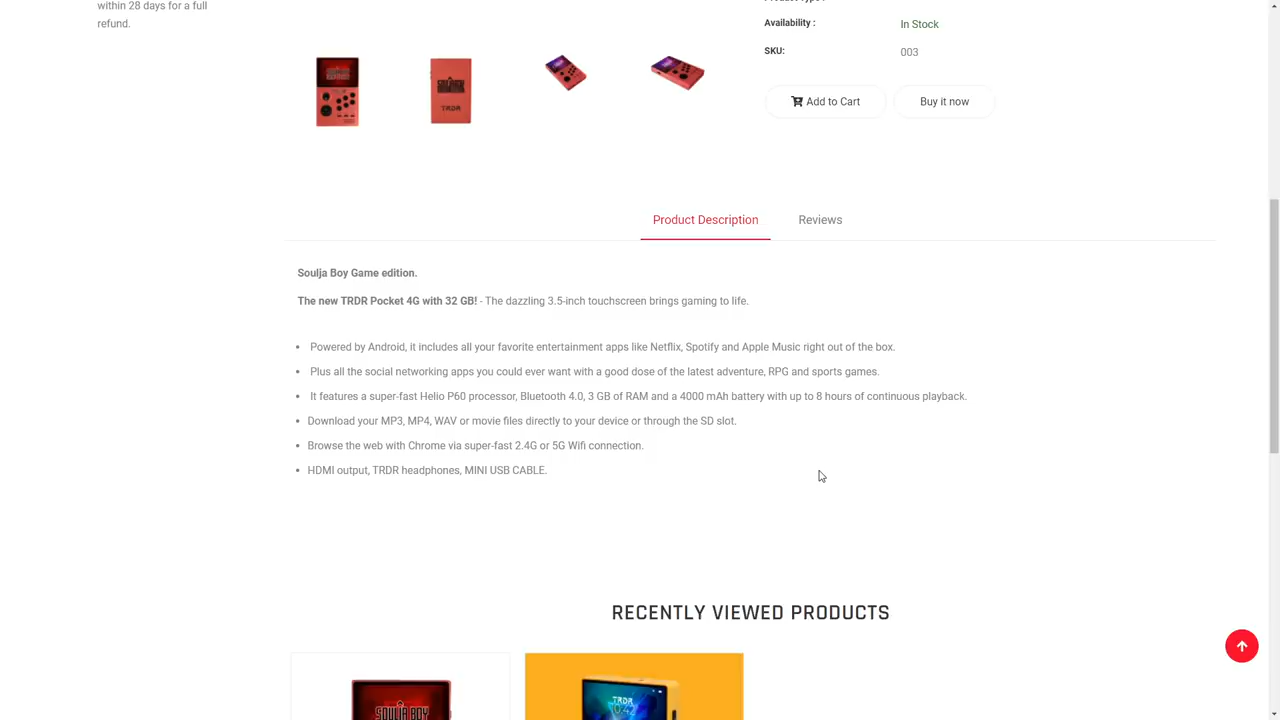 within 28 days for a full
refund.
Availability :
In Stock
SKU:
003
Add to Cart
Buy it now
TRDR
Product Description
Reviews
Soulja Boy Game edition.
The new TRDR Pocket 4G with 32 GB! - The dazzling 3.5-inch touchscreen brings gaming to life.
Powered by Android, it includes all your favorite entertainment apps like Netflix, Spotify and Apple Music right out of the box.
Plus all the social networking apps you could ever want with a good dose of the latest adventure, RPG and sports games.
It features a super-fast Helio P60 processor, Bluetooth 4.0, 3 GB of RAM and a 4000 mAh battery with up to 8 hours of continuous playback.
Download your MP3, MP4, WAV or movie files directly to your device or through the SD slot.
Browse the web with Chrome via super-fast 2.4G or 5G Wifi connection.
HDMI output, TRDR headphones, MINI USB CABLE.
RECENTLY VIEWED PRODUCTS
SOULJA BOY
TRDR